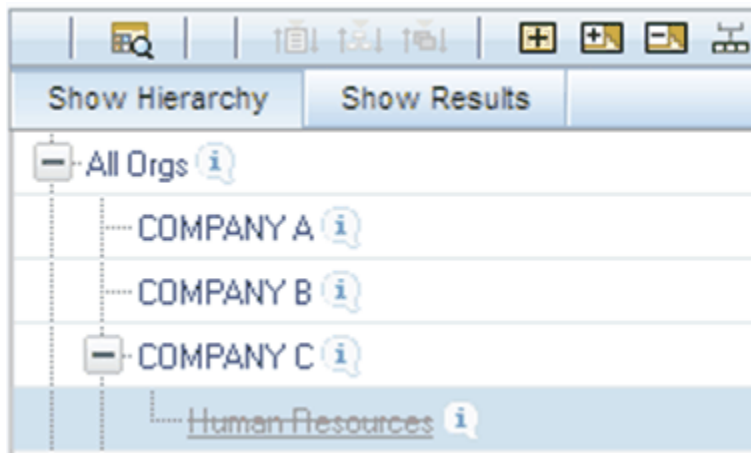 Show Hierarchy Show Results
All Orgs i
COMPANY A i
COMPANY B i
COMPANY C i
Human Resources i